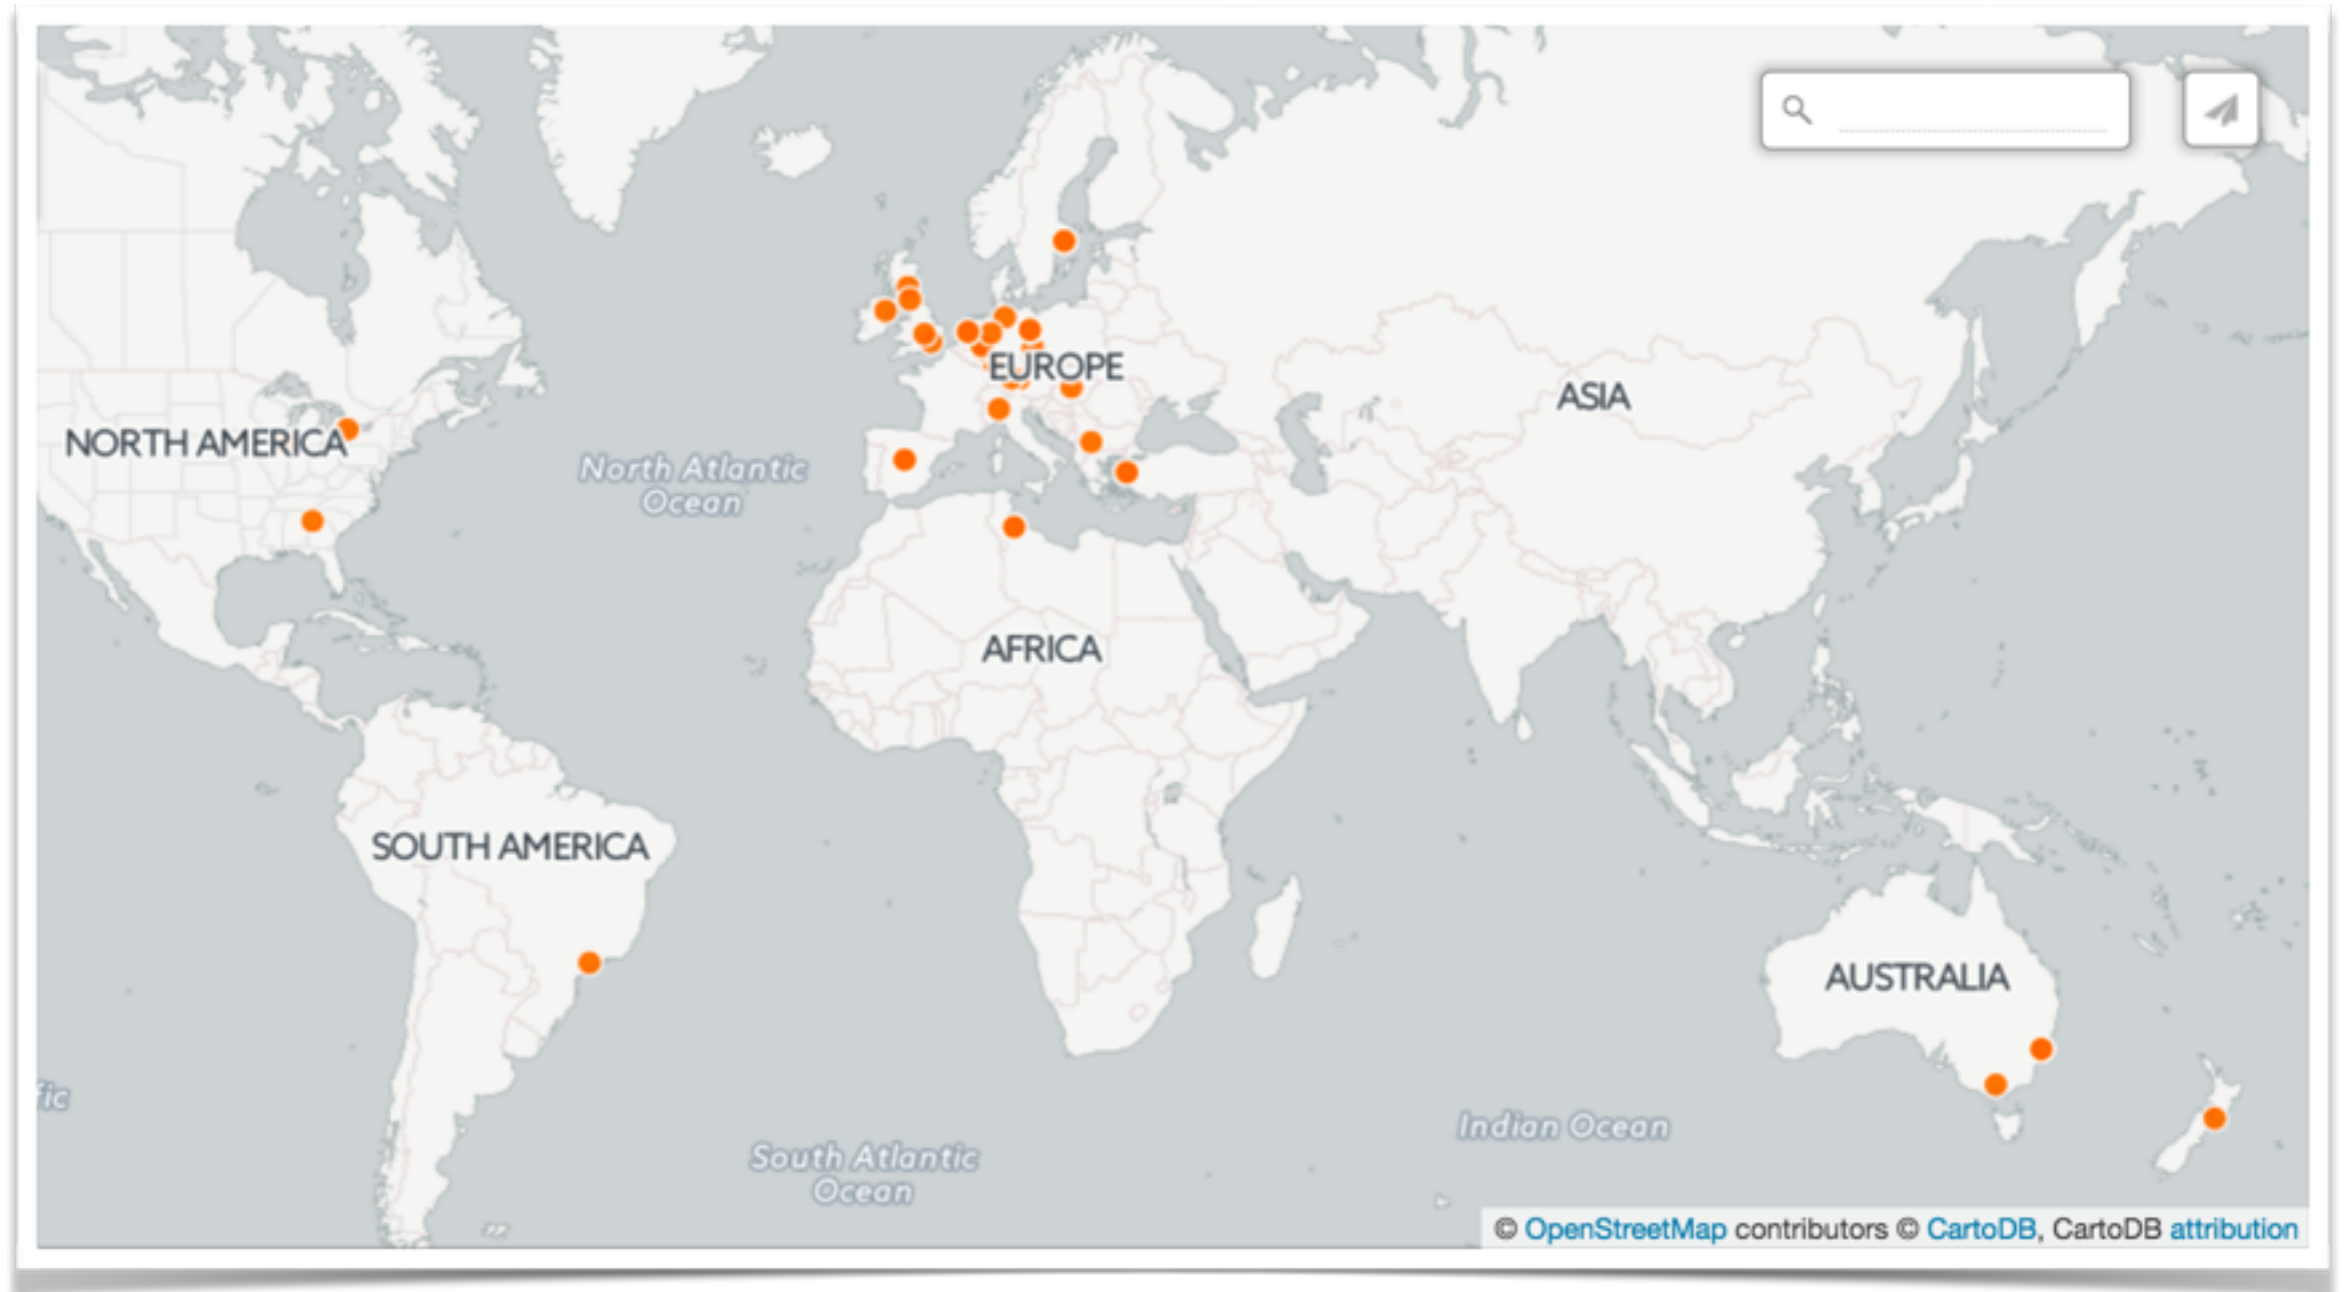 EUROPE
ASIA
NORTH AMERICA
North Atlantic
Ocean
AFRICA
SOUTH AMERICA
AUSTRALIA
fic
Indian Ocean
South Atlantic
Ocean
© OpenStreetMap contributors © CartoDB, CartoDB attribution